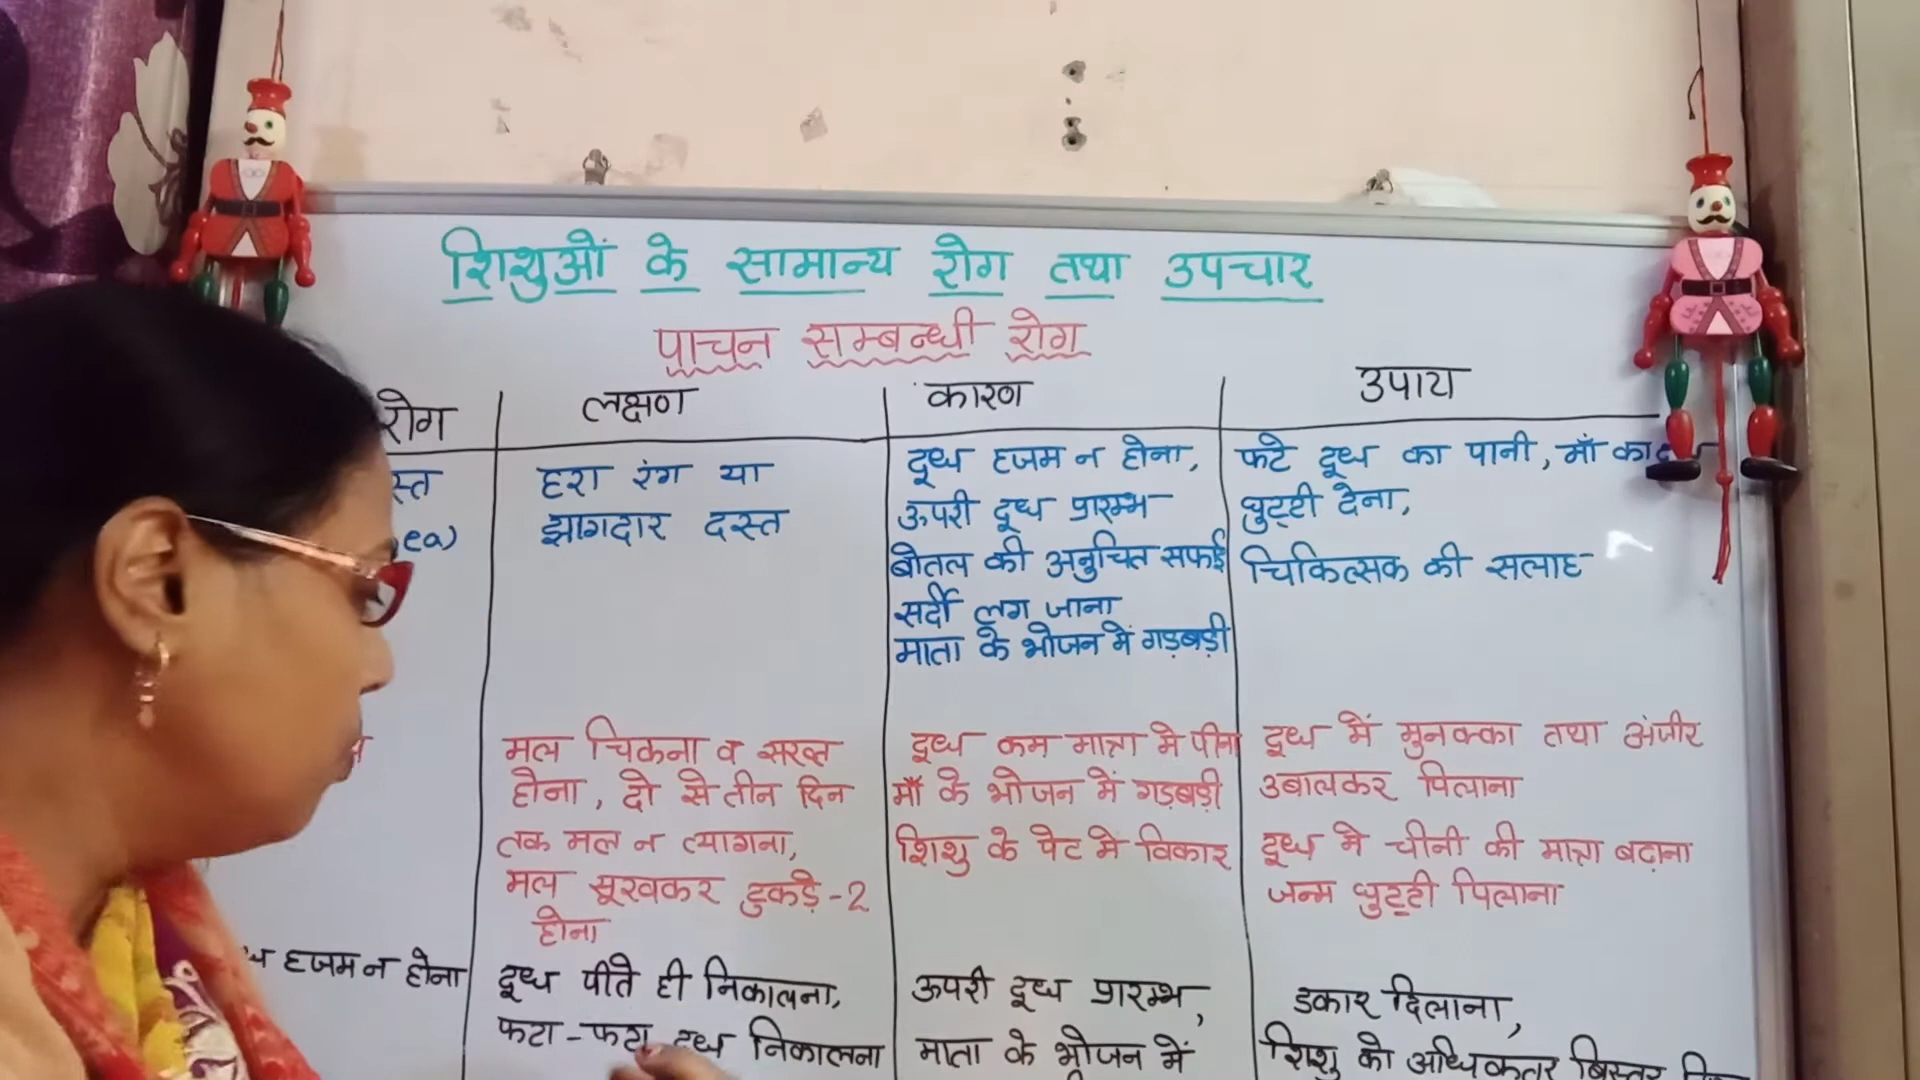 शिशुओं के सामान्य रोग तथा उपचार
पाचन सम्बन्धी रोग
रोग
लक्षण
कारण
उपाय
हरा रंग या
झागदार दस्त
दूध हजम न होना,
ऊपरी दूध प्रारम्भ
बोतल की अनुचित सफाई
सर्दी लग जाना
माता के भोजन में गड़बड़ी
फटे दूध का पानी, माँ का
घुट्टी देना,
चिकित्सक की सलाह
मल चिकना व सख्त
होना, दो से तीन दिन
तक मल न त्यागना,
मल सूखकर टुकड़े-2
होना
दूध कम मात्रा मे पीना
माँ के भोजन में गड़बड़ी
शिशु के पेट मे विकार
दूध में मुनक्का तथा अंजीर
उबालकर पिलाना
दूध मे चीनी की मात्रा बढ़ाना
जन्म घुट्टी पिलाना
हजम न होना
दूध पीते ही निकालना,
फटा-फटा दूध निकालना
ऊपरी दूध प्रारम्भ,
माता के भोजन में
डकार दिलाना,
शिशु को अधिकतर बिस्तर